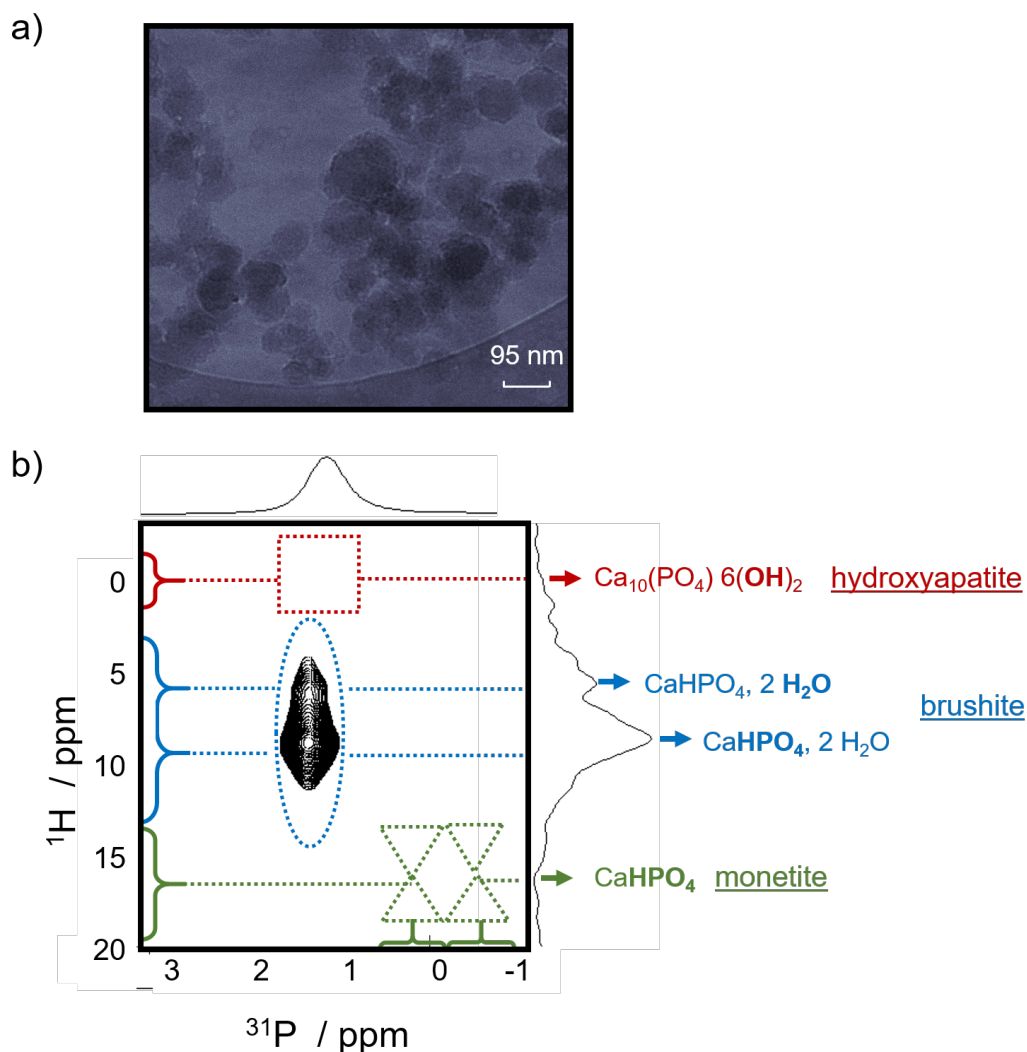 a)
95 nm
b)
0
5
10
15
20
¹H / ppm
3 2 1 0 -1
³¹P / ppm
Ca₁₀(PO₄) 6(OH)₂ hydroxyapatite
CaHPO₄, 2 H₂O
brushite
CaHPO₄, 2 H₂O
CaHPO₄ monetite